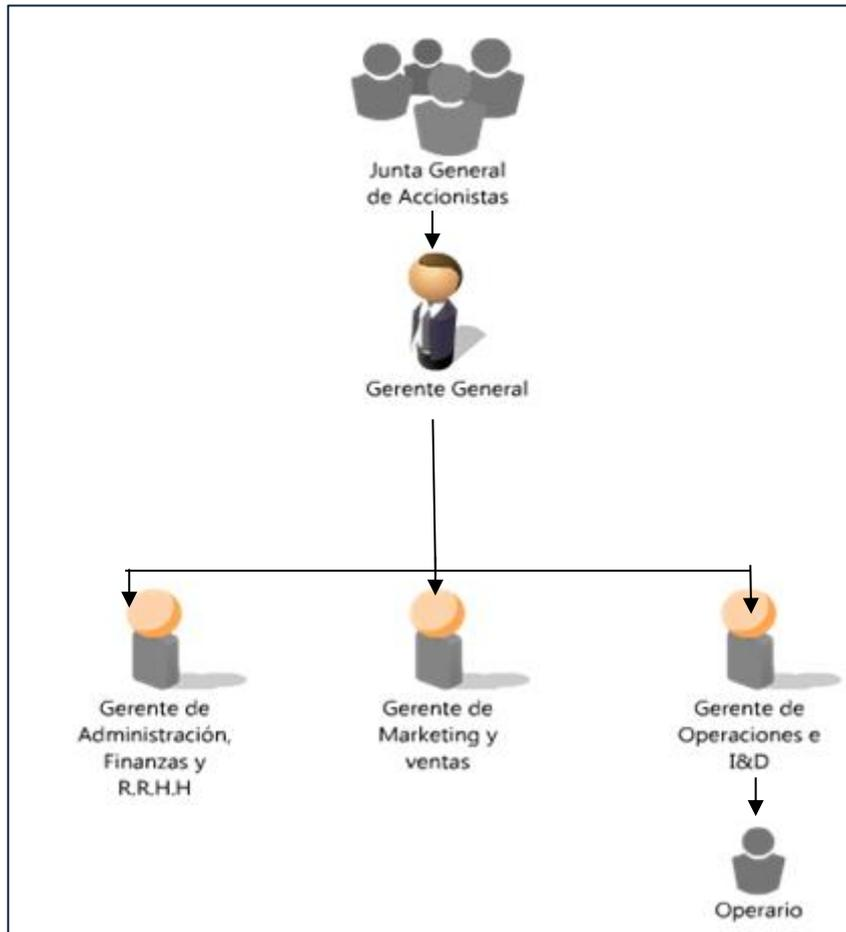 Junta General
de Accionistas
Gerente General
Gerente de
Administración,
Finanzas y
R.R.H.H
Gerente de
Marketing y
ventas
Gerente de
Operaciones e
I&D
Operario